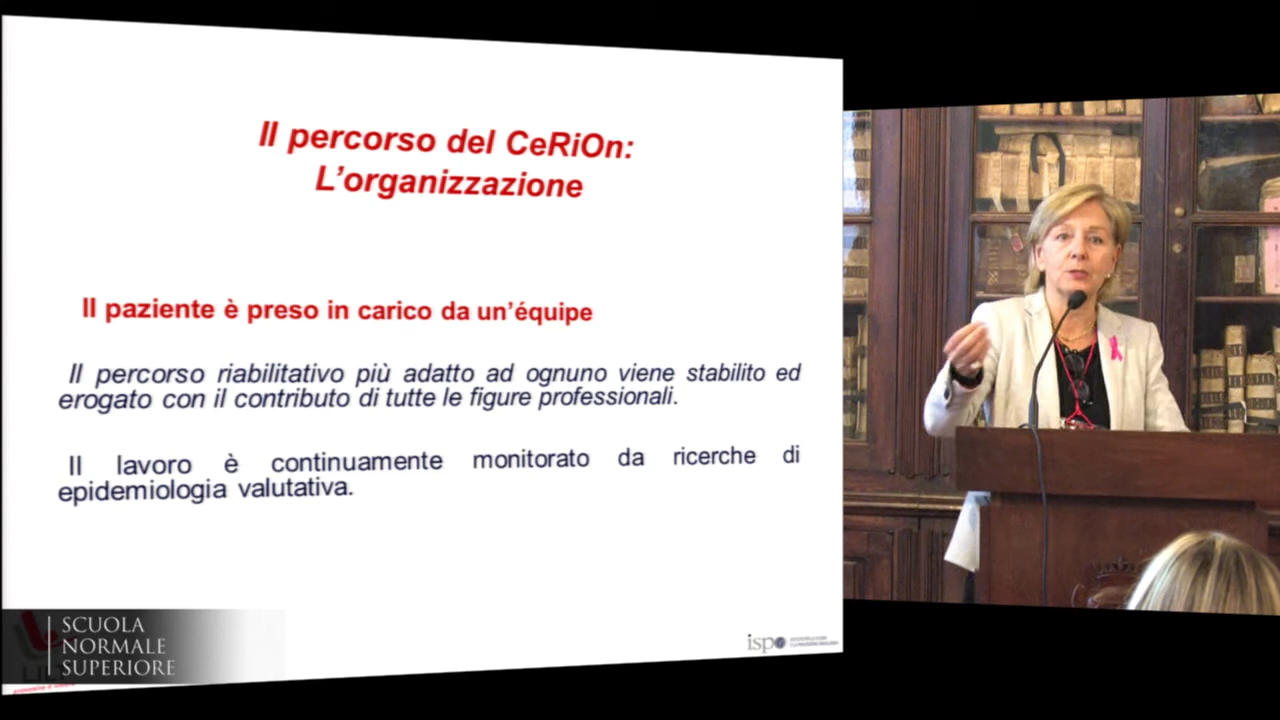 Il percorso del CeRiOn:
L’organizzazione
Il paziente è preso in carico da un’équipe
Il percorso riabilitativo più adatto ad ognuno viene stabilito ed
erogato con il contributo di tutte le figure professionali.
Il lavoro è continuamente monitorato da ricerche di
epidemiologia valutativa.
SCUOLA
NORMALE
SUPERIORE
ispo